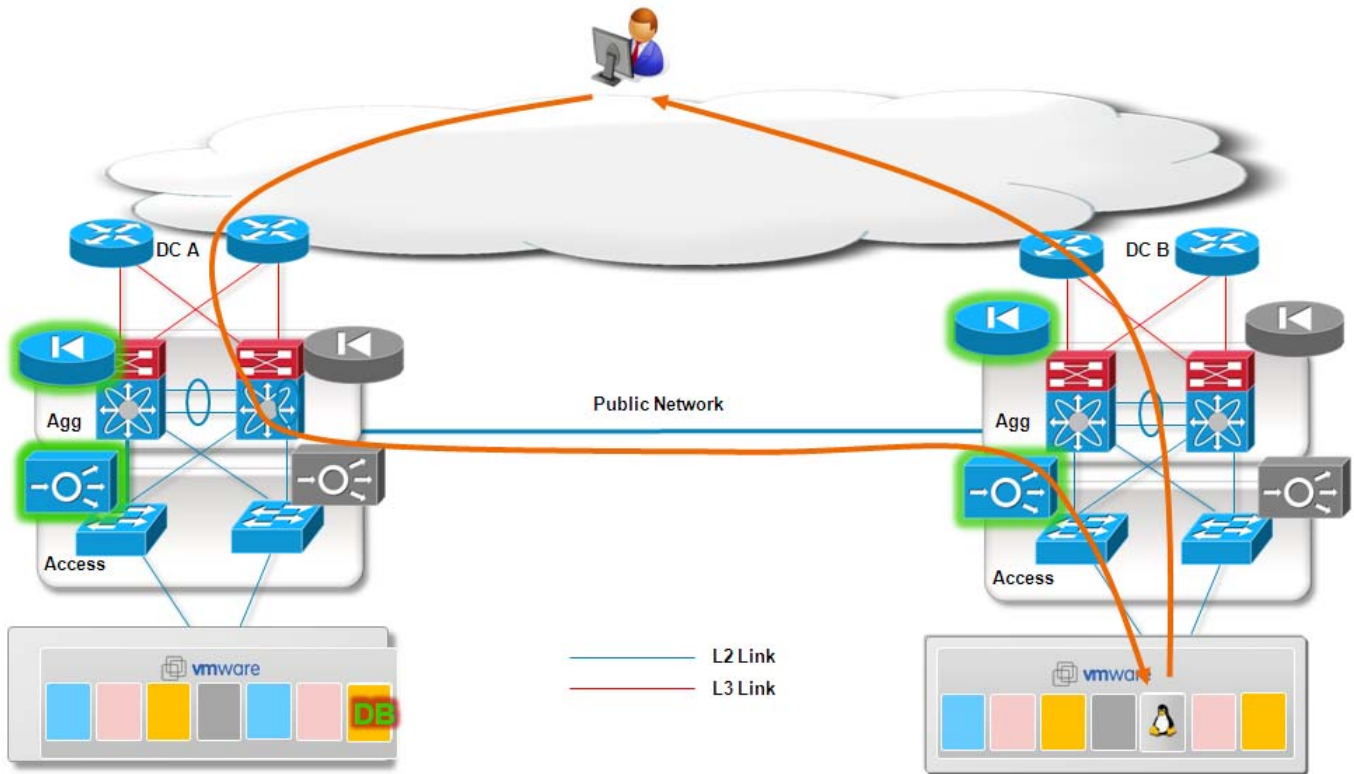 DC A
DC B
Public Network
Agg
Agg
Access
Access
L2 Link
L3 Link
vmware
vmware
DB